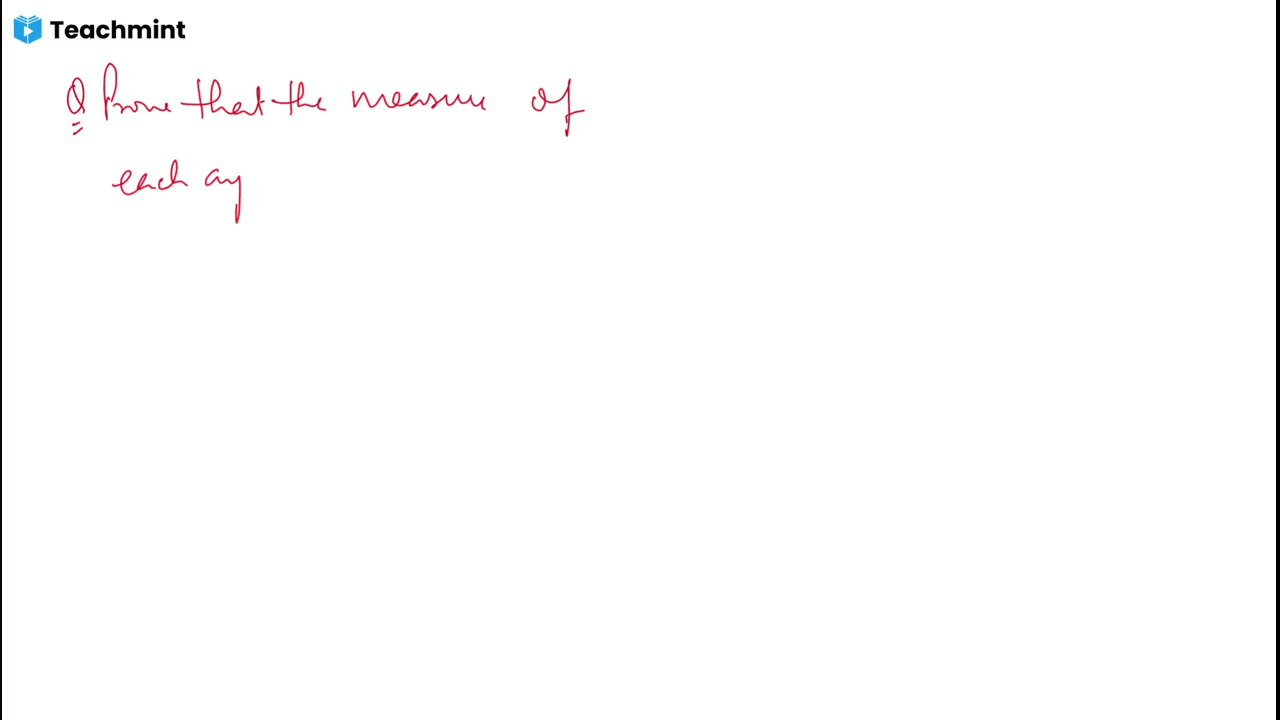 Teachmint
Q Prove that the measure of
each ang